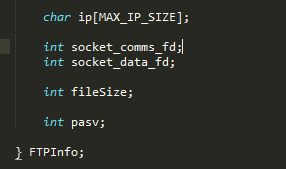 char ip[MAX_IP_SIZE];
int socket_comms_fd;
int socket_data_fd;
int fileSize;
int pasv;
} FTPInfo;